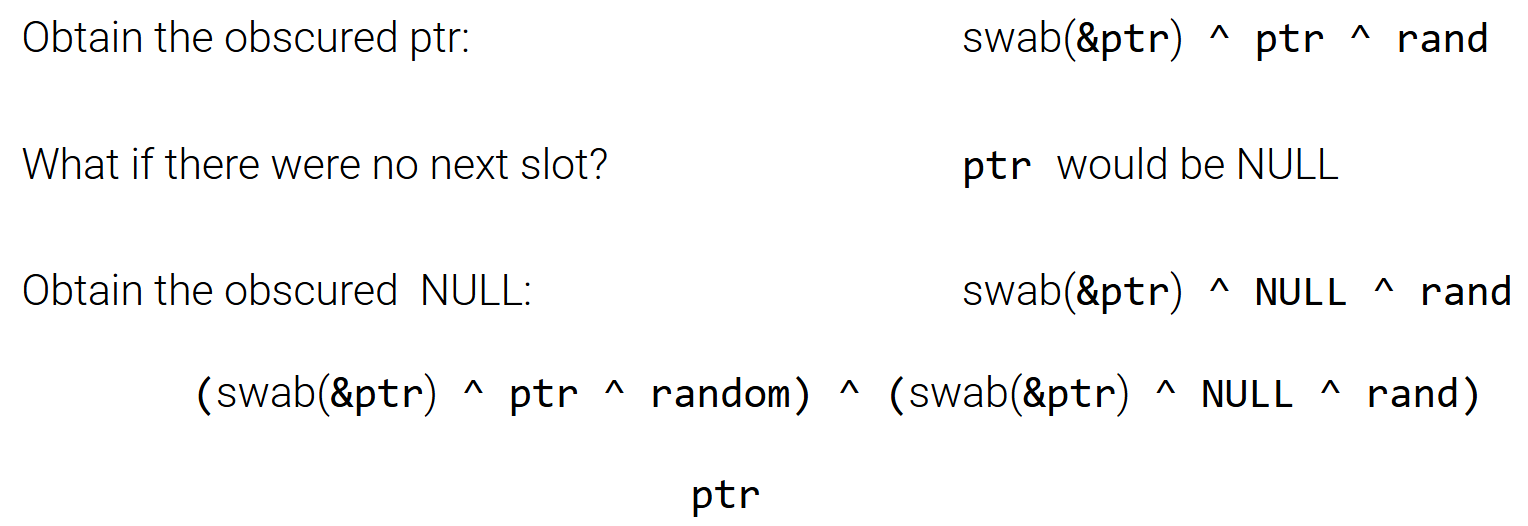 Obtain the obscured ptr: swab(&ptr) ^ ptr ^ rand
What if there were no next slot? ptr would be NULL
Obtain the obscured NULL: swab(&ptr) ^ NULL ^ rand
(swab(&ptr) ^ ptr ^ random) ^ (swab(&ptr) ^ NULL ^ rand)
ptr